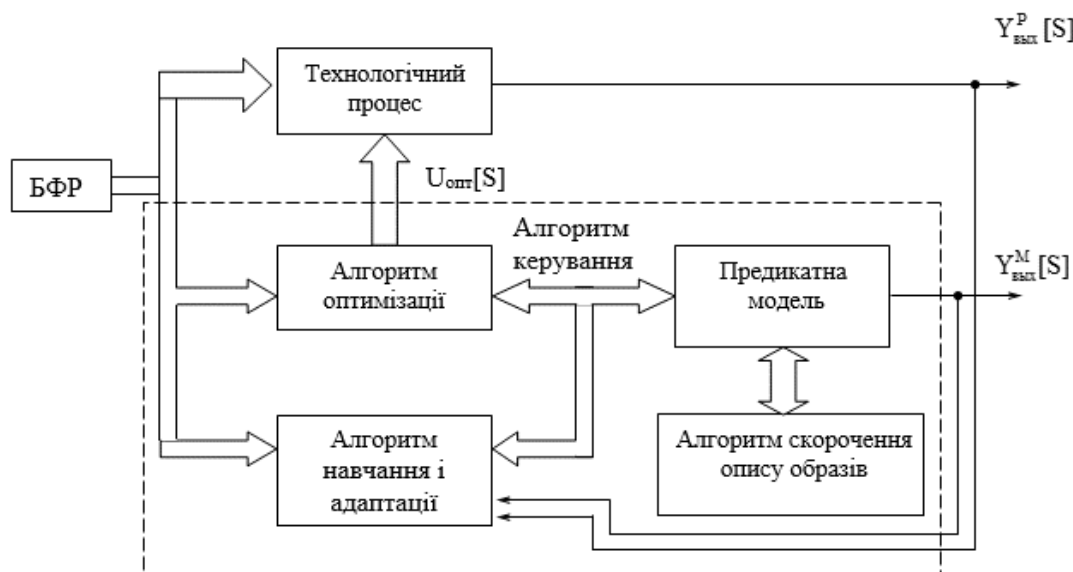 Y^P_вых[S]
Технологічний
процес
БФР
U_опт[S]
Алгоритм
керування
Алгоритм
оптимізації
Предикатна
модель
Y^M_вых[S]
Алгоритм
навчання і
адаптації
Алгоритм скорочення
опису образів